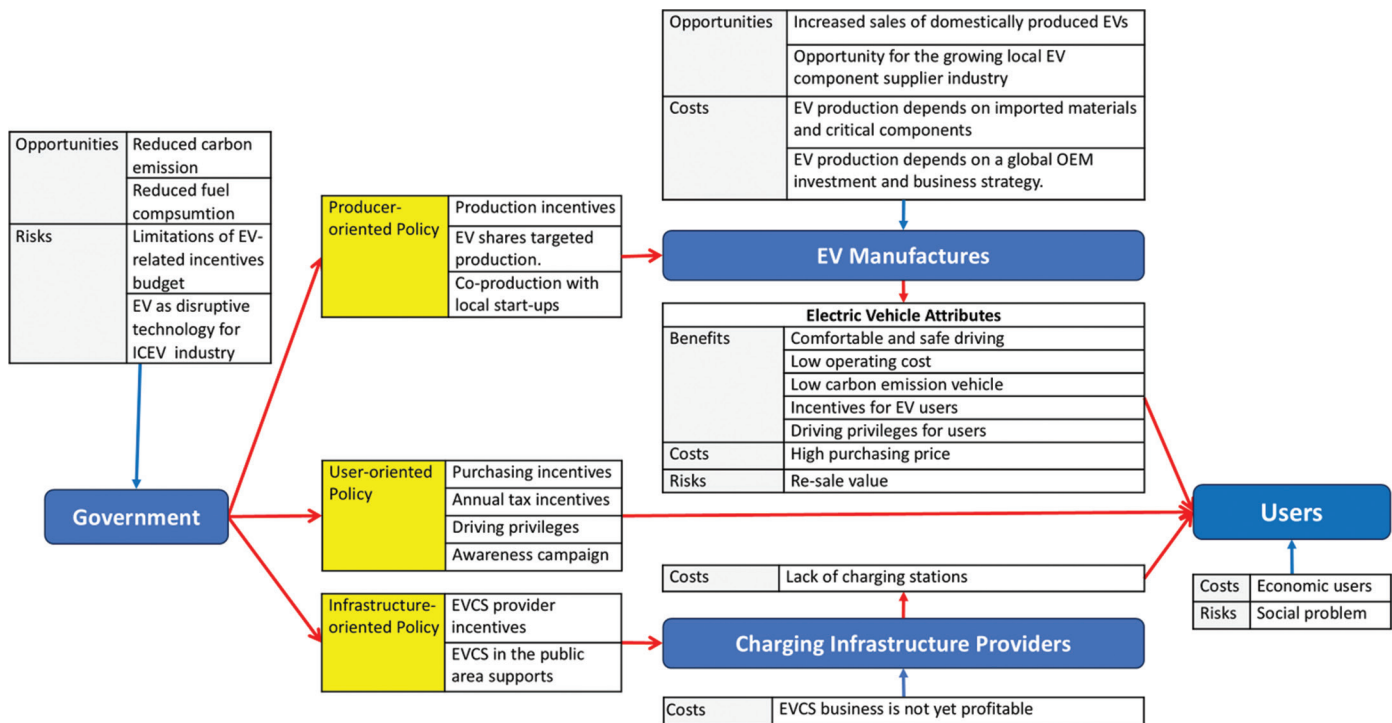 Opportunities
Reduced carbon
emission
Reduced fuel
compsumtion
Risks
Limitations of EV-
related incentives
budget
EV as disruptive
technology for
ICEV industry
Government
Producer-
oriented Policy
Production incentives
EV shares targeted
production.
Co-production with
local start-ups
User-oriented
Policy
Purchasing incentives
Annual tax incentives
Driving privileges
Awareness campaign
Infrastructure-
oriented Policy
EVCS provider
incentives
EVCS in the public
area supports
Opportunities
Increased sales of domestically produced EVs
Opportunity for the growing local EV
component supplier industry
Costs
EV production depends on imported materials
and critical components
EV production depends on a global OEM
investment and business strategy.
EV Manufactures
Electric Vehicle Attributes
Benefits
Comfortable and safe driving
Low operating cost
Low carbon emission vehicle
Incentives for EV users
Driving privileges for users
Costs
High purchasing price
Risks
Re-sale value
Costs
Lack of charging stations
Charging Infrastructure Providers
Costs
EVCS business is not yet profitable
Users
Costs
Economic users
Risks
Social problem